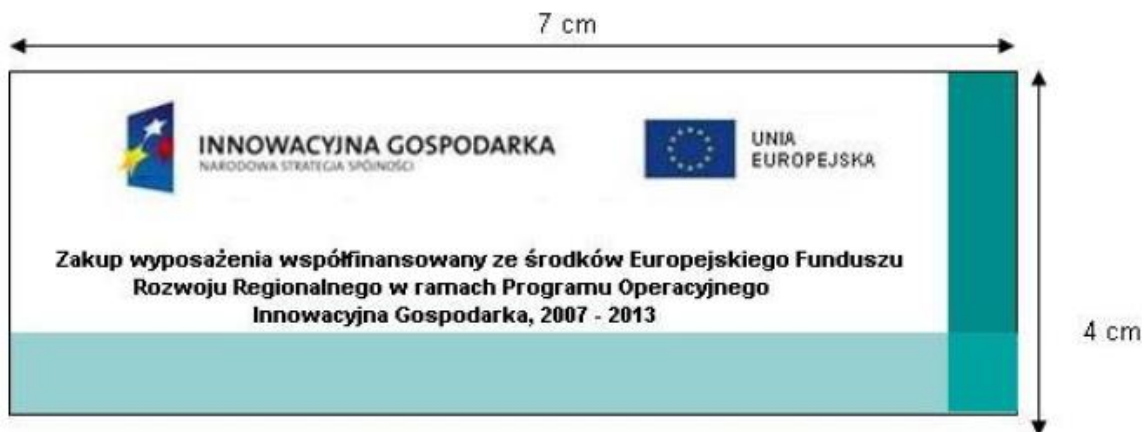 7 cm
INNOWACYJNA GOSPODARKA
NARODOWA STRATEGIA SPÓJNOŚCI
UNIA
EUROPEJSKA
Zakup wyposażenia współfinansowany ze środków Europejskiego Funduszu
Rozwoju Regionalnego w ramach Programu Operacyjnego
Innowacyjna Gospodarka, 2007 - 2013
4 cm